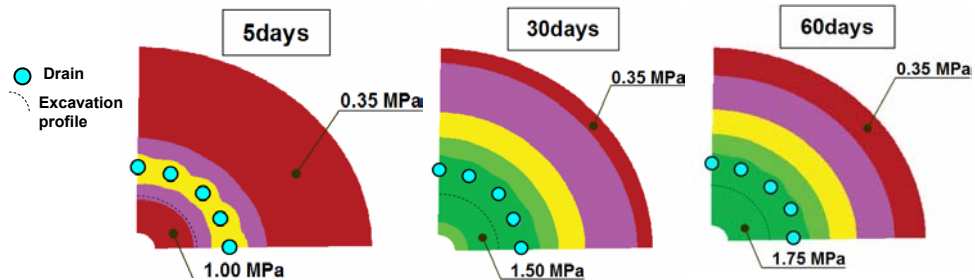 5days
30days
60days
Drain
Excavation
profile
0.35 MPa
0.35 MPa
0.35 MPa
1.00 MPa
1.50 MPa
1.75 MPa